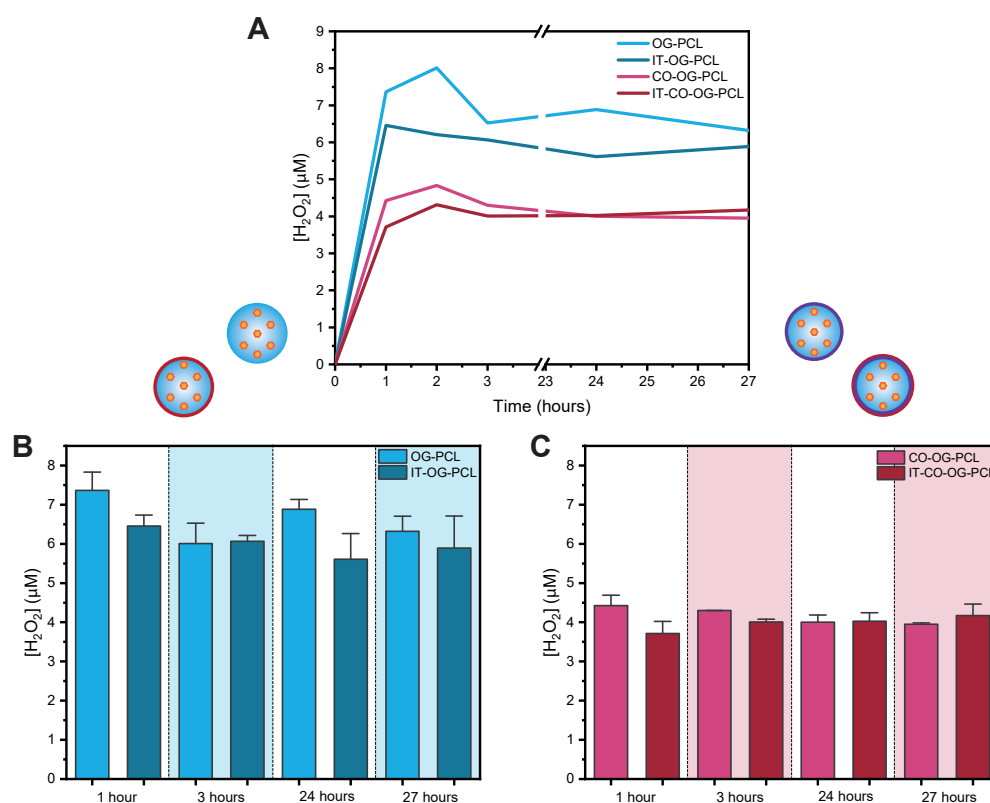 A
[H₂O₂] (μM)
9
8
7
6
5
4
3
2
1
0
OG-PCL
IT-OG-PCL
CO-OG-PCL
IT-CO-OG-PCL
0 1 2 3 23 24 25 26 27
Time (hours)
B
[H₂O₂] (μM)
8
7
6
5
4
3
2
1
0
OG-PCL
IT-OG-PCL
1 hour 3 hours 24 hours 27 hours
C
[H₂O₂] (μM)
8
7
6
5
4
3
2
1
0
CO-OG-PCL
IT-CO-OG-PCL
1 hour 3 hours 24 hours 27 hours